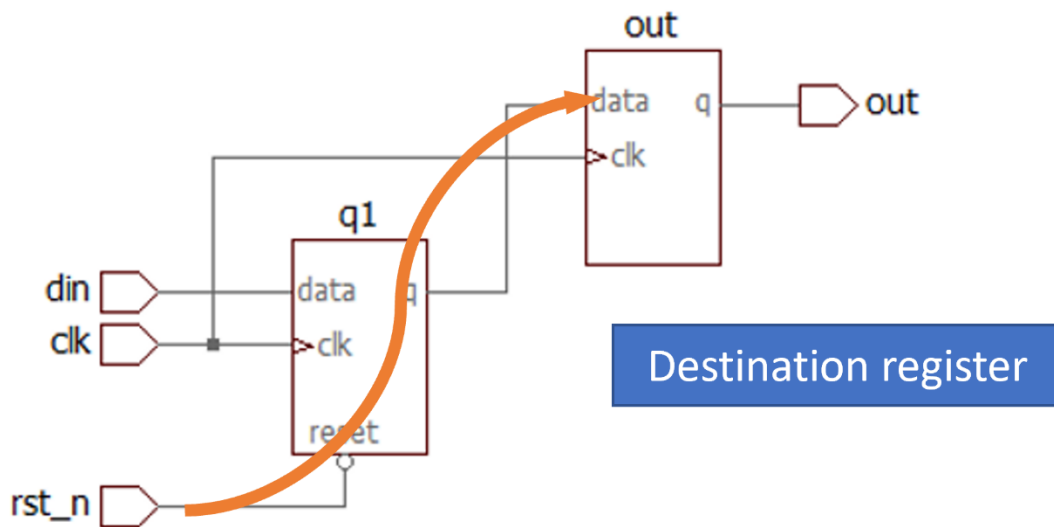 out
data q
out
clk
q1
din
data q
clk
clk
Destination register
reset
rst_n